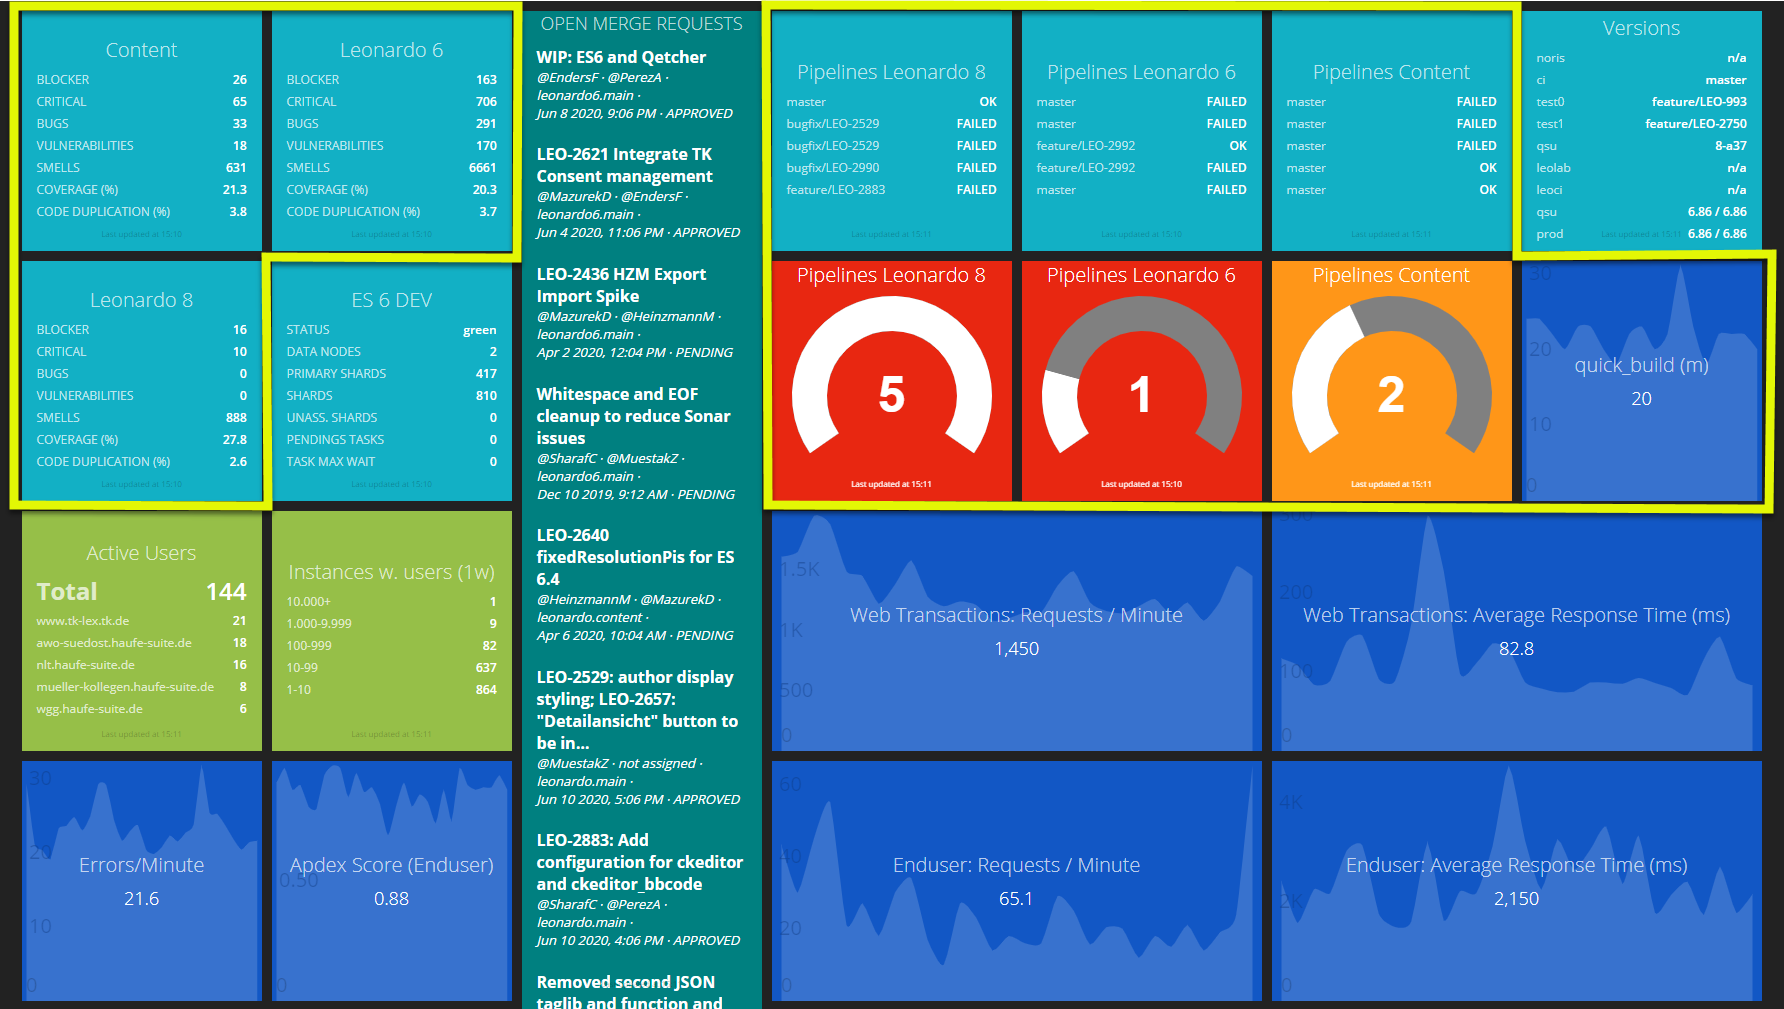 Content
BLOCKER 26
CRITICAL 65
BUGS 33
VULNERABILITIES 18
SMELLS 631
COVERAGE (%) 21.3
CODE DUPLICATION (%) 3.8
Last updated at 15:10
Leonardo 6
BLOCKER 163
CRITICAL 706
BUGS 291
VULNERABILITIES 170
SMELLS 6661
COVERAGE (%) 20.3
CODE DUPLICATION (%) 3.7
Last updated at 15:10
Leonardo 8
BLOCKER 16
CRITICAL 10
BUGS 0
VULNERABILITIES 0
SMELLS 888
COVERAGE (%) 27.8
CODE DUPLICATION (%) 2.6
Last updated at 15:10
ES 6 DEV
STATUS green
DATA NODES 2
PRIMARY SHARDS 417
SHARDS 810
UNASS. SHARDS 0
PENDINGS TASKS 0
TASK MAX WAIT 0
Last updated at 15:10
Active Users
Total 144
www.tk-lex.tk.de 21
awo-suedost.haufe-suite.de 18
nlt.haufe-suite.de 16
mueller-kollegen.haufe-suite.de 8
wgg.haufe-suite.de 6
Last updated at 15:11
Instances w. users (1w)
10.000+ 1
1.000-9.999 9
100-999 82
10-99 637
1-10 864
Last updated at 15:11
30
20
Errors/Minute
21.6
10
0
Apdex Score (Enduser)
0.50
0.88
0
OPEN MERGE REQUESTS
WIP: ES6 and Qetcher
@EndersF · @PerezA ·
leonardo6.main ·
Jun 8 2020, 9:06 PM · APPROVED
LEO-2621 Integrate TK
Consent management
@MazurekD · @EndersF ·
leonardo6.main ·
Jun 4 2020, 11:06 PM · APPROVED
LEO-2436 HZM Export
Import Spike
@MazurekD · @HeinzmannM ·
leonardo6.main ·
Apr 2 2020, 12:04 PM · PENDING
Whitespace and EOF
cleanup to reduce Sonar
issues
@SharafC · @MuestakZ ·
leonardo6.main ·
Dec 10 2019, 9:12 AM · PENDING
LEO-2640
fixedResolutionPis for ES
6.4
@HeinzmannM · @MazurekD ·
leonardo.content ·
Apr 6 2020, 10:04 AM · PENDING
LEO-2529: author display
styling; LEO-2657:
"Detailansicht" button to
be in...
@MuestakZ · not assigned ·
leonardo.main ·
Jun 10 2020, 5:06 PM · APPROVED
LEO-2883: Add
configuration for ckeditor
and ckeditor_bbcode
@SharafC · @PerezA ·
leonardo.main ·
Jun 10 2020, 4:06 PM · APPROVED
Removed second JSON
taglib and function and
Pipelines Leonardo 8
master OK
bugfix/LEO-2529 FAILED
bugfix/LEO-2529 FAILED
bugfix/LEO-2990 FAILED
feature/LEO-2883 FAILED
Last updated at 15:11
Pipelines Leonardo 6
master FAILED
master FAILED
feature/LEO-2992 OK
feature/LEO-2992 FAILED
master FAILED
Last updated at 15:10
Pipelines Content
master FAILED
master FAILED
master FAILED
master OK
master OK
Last updated at 15:11
Versions
noris n/a
ci master
test0 feature/LEO-993
test1 feature/LEO-2750
qsu 8-a37
leolab n/a
leoci n/a
qsu 6.86 / 6.86
prod 6.86 / 6.86
Last updated at 15:11
Pipelines Leonardo 8
5
Last updated at 15:11
Pipelines Leonardo 6
1
Last updated at 15:10
Pipelines Content
2
Last updated at 15:11
30
20
quick_build (m)
20
10
0
1.5K
Web Transactions: Requests / Minute
1K
1,450
500
0
300
200
Web Transactions: Average Response Time (ms)
82.8
100
0
60
40
Enduser: Requests / Minute
65.1
20
0
4K
Enduser: Average Response Time (ms)
2,150
2K
0